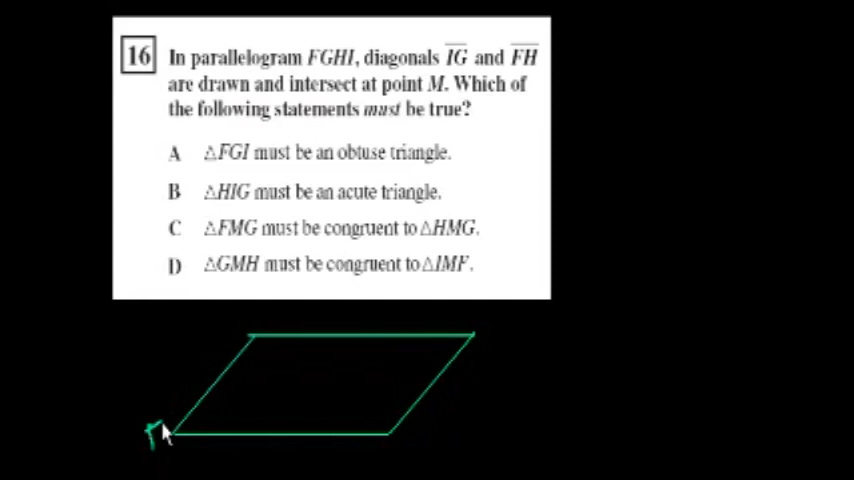 16 In parallelogram FGHI, diagonals IG and FH
are drawn and intersect at point M. Which of
the following statements must be true?
A △FGI must be an obtuse triangle.
B △HIG must be an acute triangle.
C △FMG must be congruent to △HMG.
D △GMH must be congruent to △IMF.